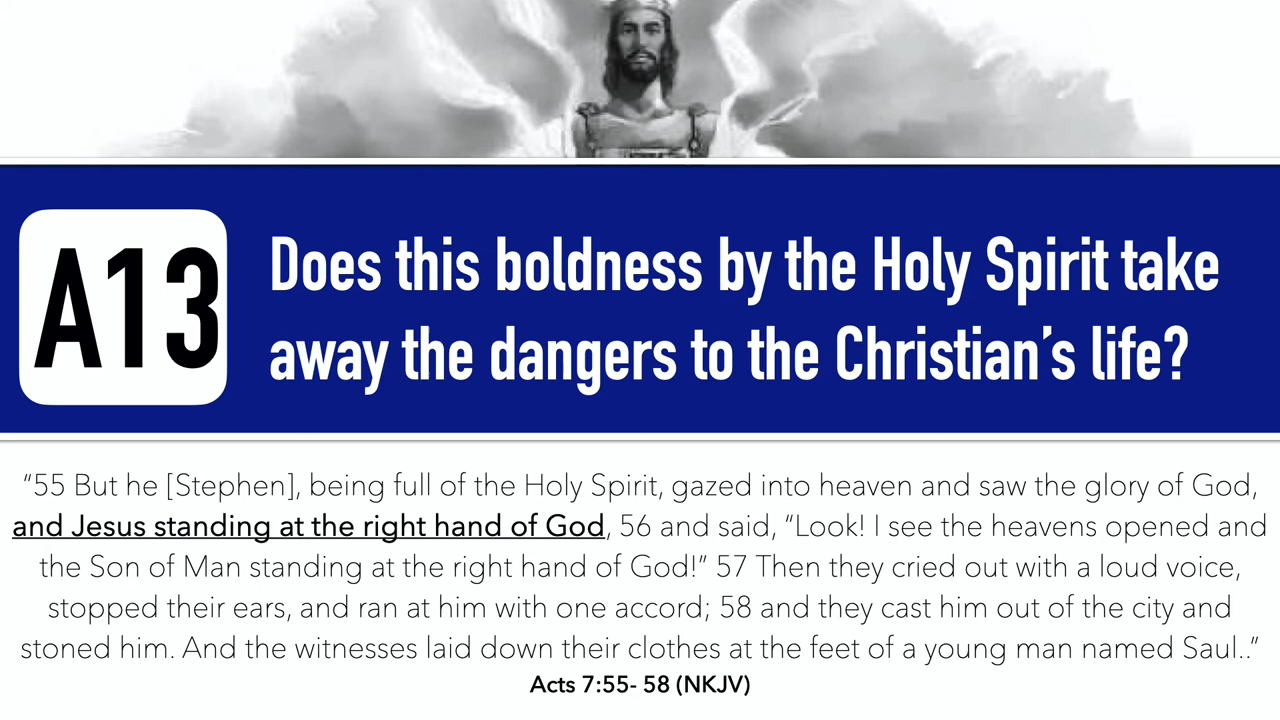 A13
Does this boldness by the Holy Spirit take
away the dangers to the Christian’s life?
“55 But he [Stephen], being full of the Holy Spirit, gazed into heaven and saw the glory of God,
and Jesus standing at the right hand of God, 56 and said, “Look! I see the heavens opened and
the Son of Man standing at the right hand of God!” 57 Then they cried out with a loud voice,
stopped their ears, and ran at him with one accord; 58 and they cast him out of the city and
stoned him. And the witnesses laid down their clothes at the feet of a young man named Saul..”
Acts 7:55- 58 (NKJV)